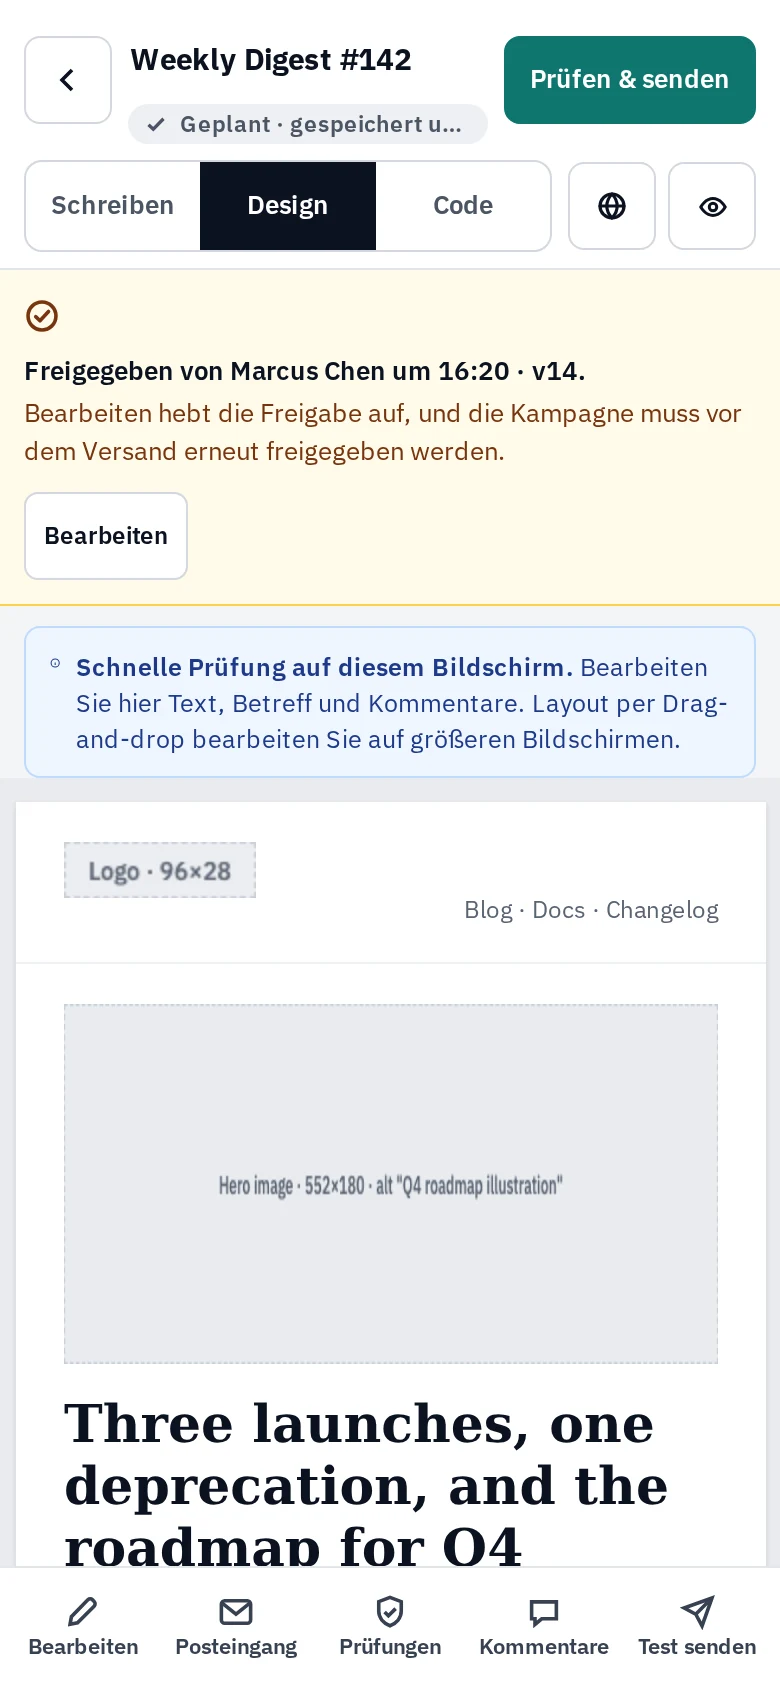 Weekly Digest #142
Geplant · gespeichert u…
Prüfen & senden
Schreiben
Design
Code
Freigegeben von Marcus Chen um 16:20 · v14.
Bearbeiten hebt die Freigabe auf, und die Kampagne muss vor
dem Versand erneut freigegeben werden.
Bearbeiten
Schnelle Prüfung auf diesem Bildschirm. Bearbeiten
Sie hier Text, Betreff und Kommentare. Layout per Drag-
and-drop bearbeiten Sie auf größeren Bildschirmen.
Logo · 96×28
Blog · Docs · Changelog
Hero image · 552×180 · alt "Q4 roadmap illustration"
Three launches, one
deprecation, and the
roadmap for Q4
Bearbeiten
Posteingang
Prüfungen
Kommentare
Test senden